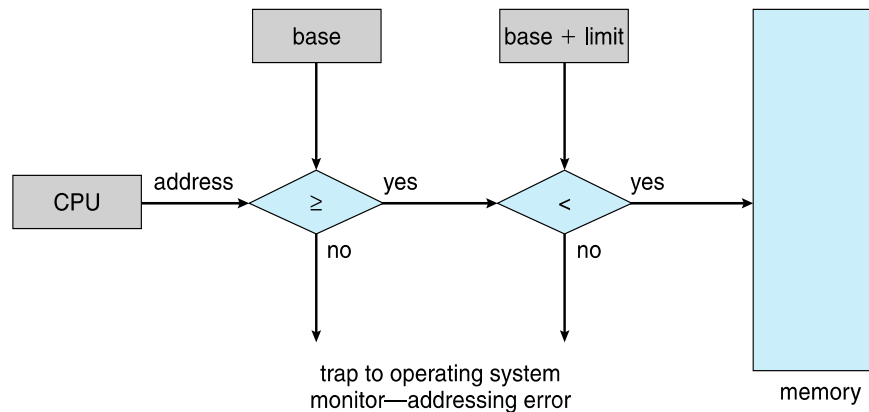 base
base + limit
CPU
address
≥
yes
<
yes
no
no
trap to operating system
monitor—addressing error
memory